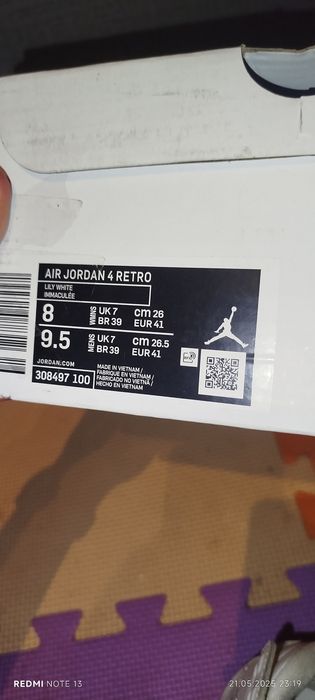 AIR JORDAN 4 RETRO
LILY WHITE
IMMACULÉE
8 WMNS UK 7 cm 26
BR 39 EUR 41
9.5 MENS UK 7 cm 26.5
BR 39 EUR 41
JORDAN.COM
308497 100
MADE IN VIETNAM /
FABRIQUÉ EN VIETNAM /
FABRICADO NO VIETNÃ /
HECHO EN VIETNAM
REDMI NOTE 13
21.05.2025 23:19